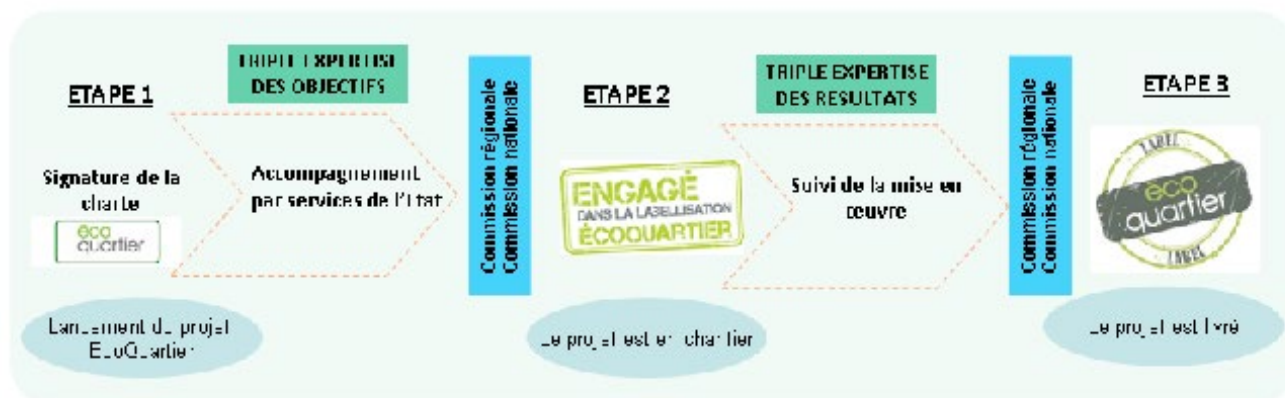 ETAPE 1
Signature de la
charte
éco
quartier
Lancement du projet
EcoQuartier
TRIPLE EXPERTISE
DES OBJECTIFS
Accompagnement
par services de l'Etat
Commission régionale
Commission nationale
ETAPE 2
ENGAGÉ
DANS LA LABELLISATION
ÉCOQUARTIER
Le projet est en chantier
TRIPLE EXPERTISE
DES RESULTATS
Suivi de la mise en
œuvre
Commission régionale
Commission nationale
ETAPE 3
LABEL
éco
quartier
LABEL
Le projet est livré